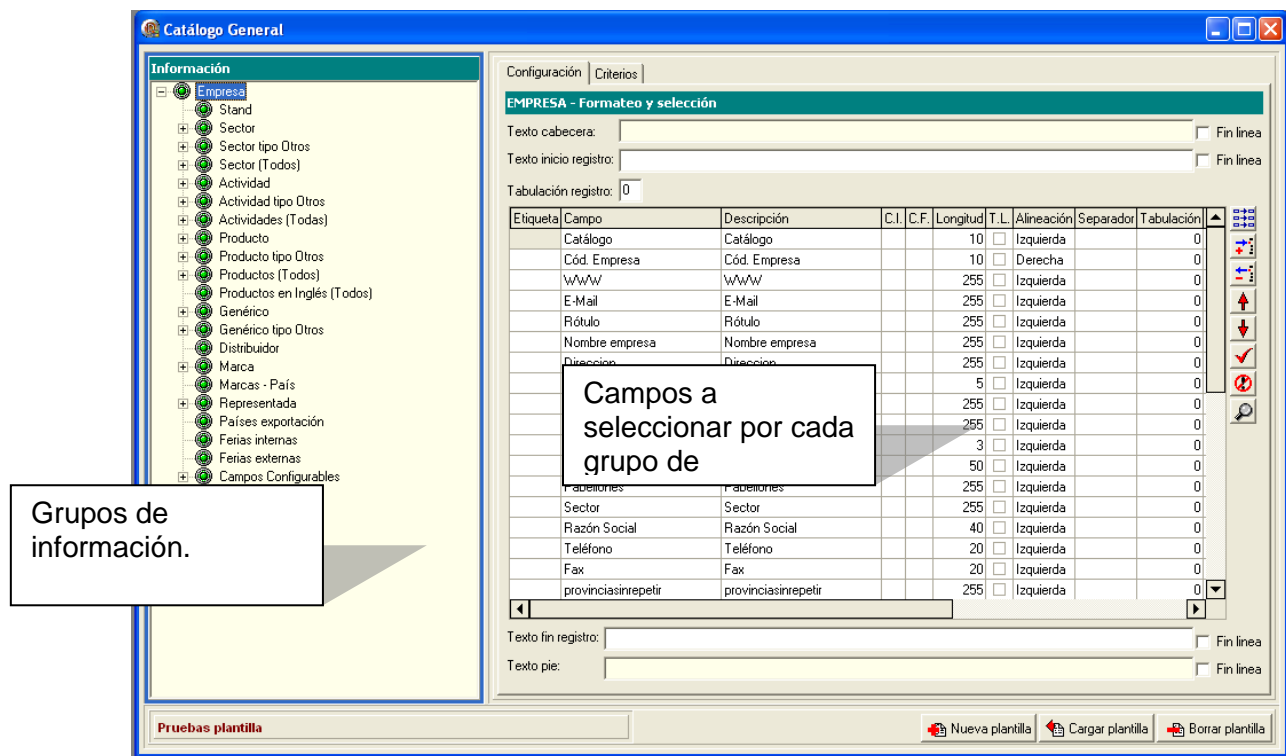 Catálogo General
Información
Empresa
Stand
Sector
Sector tipo Otros
Sector (Todos)
Actividad
Actividad tipo Otros
Actividades (Todas)
Producto
Producto tipo Otros
Productos (Todos)
Productos en Inglés (Todos)
Genérico
Genérico tipo Otros
Distribuidor
Marca
Marcas - País
Representada
Países exportación
Ferias internas
Ferias externas
Campos Configurables
Grupos de
información.
Configuración Criterios
EMPRESA - Formateo y selección
Texto cabecera: Fin linea
Texto inicio registro: Fin linea
Tabulación registro: 0
Etiqueta Campo Descripción C.I. C.F. Longitud T.L. Alineación Separador Tabulación
Catálogo Catálogo 10 Izquierda 0
Cód. Empresa Cód. Empresa 10 Derecha 0
WWW WWW 255 Izquierda 0
E-Mail E-Mail 255 Izquierda 0
Rótulo Rótulo 255 Izquierda 0
Nombre empresa Nombre empresa 255 Izquierda 0
Direccion Direccion 255 Izquierda 0
5 Izquierda 0
255 Izquierda 0
255 Izquierda 0
3 Izquierda 0
50 Izquierda 0
Pabellones Pabellones 255 Izquierda 0
Sector Sector 255 Izquierda 0
Razón Social Razón Social 40 Izquierda 0
Teléfono Teléfono 20 Izquierda 0
Fax Fax 20 Izquierda 0
provinciasinrepetir provinciasinrepetir 255 Izquierda 0
Campos a
seleccionar por cada
grupo de
Texto fin registro: Fin linea
Texto pie: Fin linea
Pruebas plantilla
Nueva plantilla Cargar plantilla Borrar plantilla